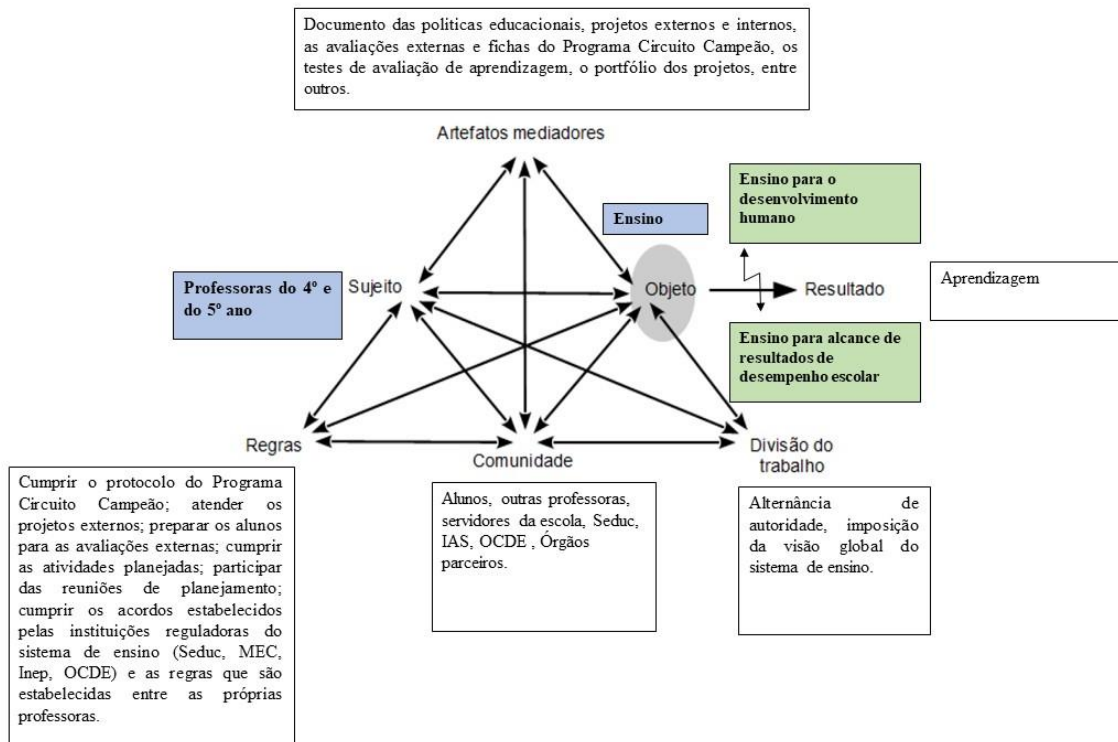 Documento das politicas educacionais, projetos externos e internos,
as avaliações externas e fichas do Programa Circuito Campeão, os
testes de avaliação de aprendizagem, o portfólio dos projetos, entre
outros.
Artefatos mediadores
Ensino para o
desenvolvimento
humano
Ensino
Professoras do 4º e
do 5º ano
Sujeito
Objeto
Resultado
Aprendizagem
Ensino para alcance de
resultados de
desempenho escolar
Regras
Comunidade
Divisão do
trabalho
Cumprir o protocolo do Programa
Circuito Campeão; atender os
projetos externos; preparar os alunos
para as avaliações externas; cumprir
as atividades planejadas; participar
das reuniões de planejamento;
cumprir os acordos estabelecidos
pelas instituições reguladoras do
sistema de ensino (Seduc, MEC,
Inep, OCDE) e as regras que são
estabelecidas entre as próprias
professoras.
Alunos, outras professoras,
servidores da escola, Seduc,
IAS, OCDE , Órgãos
parceiros.
Alternância de
autoridade, imposição
da visão global do
sistema de ensino.